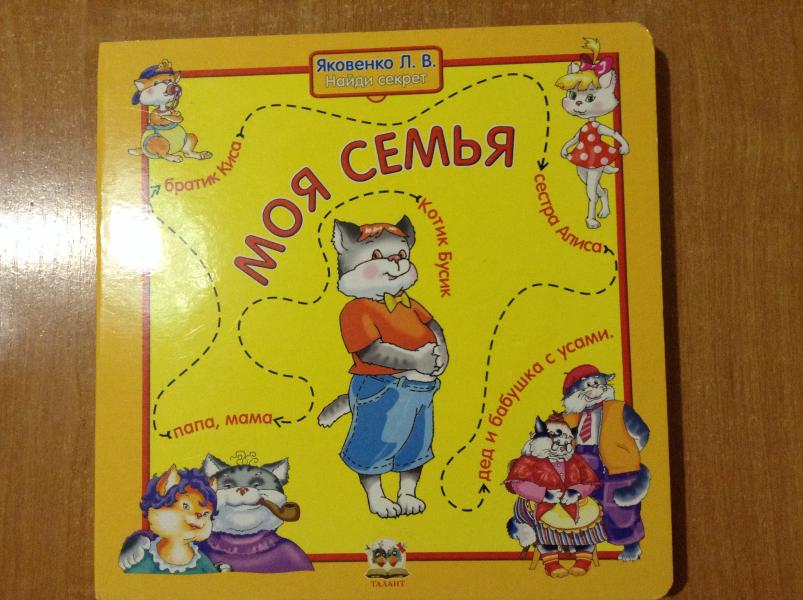 Яковенко Л. В.
Найди секрет
МОЯ СЕМЬЯ
Котик Бусик
папа, мама
братик Киса
сестра Алиса
дед и бабушка с усами.
ТАЛАНТ